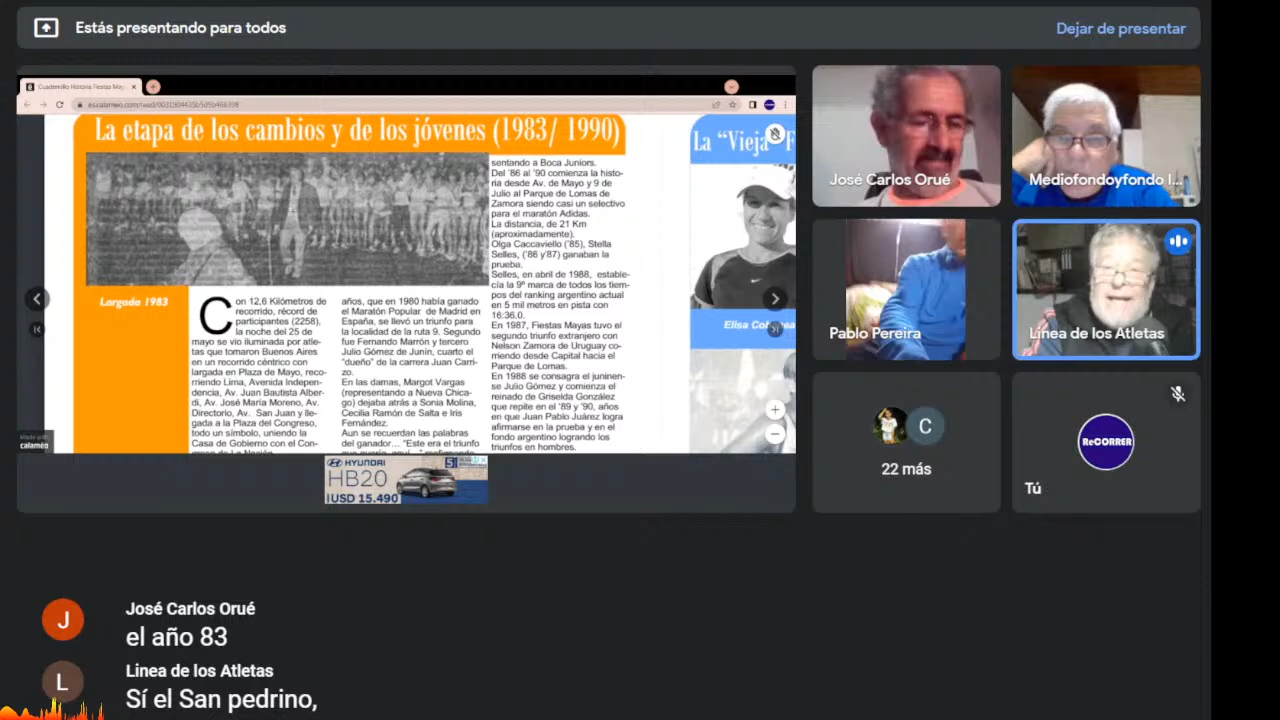 Estás presentando para todos
Dejar de presentar
Cuadernillo Historia Fiestas May
La etapa de los cambios y de los jóvenes (1983/ 1990)
La “Vieja” F
Largada 1983
Con 12,6 Kilómetros de
recorrido, récord de
participantes (2258),
la noche del 25 de
mayo se vio iluminada por atle-
tas que tomaron Buenos Aires
en un recorrido céntrico con
largada en Plaza de Mayo, reco-
rriendo Lima, Avenida Indepen-
dencia, Av. Juan Bautista Alber-
di, Av. José María Moreno, Av.
Directorio, Av. San Juan y lle-
gada a la Plaza del Congreso,
todo un símbolo, uniendo la
Casa de Gobierno con el Con-
greso de La Nación.
años, que en 1980 había ganado
el Maratón Popular de Madrid en
España, se llevó un triunfo para
la localidad de la ruta 9. Segundo
fue Fernando Marrón y tercero
Julio Gómez de Junín, cuarto el
“dueño” de la carrera Juan Carri-
zo.
En las damas, Margot Vargas
(representando a Nueva Chica-
go) dejaba atrás a Sonia Molina,
Cecilia Ramón de Salta e Iris
Fernández.
Aun se recuerdan las palabras
del ganador… “Este era el triunfo
sentando a Boca Juniors.
Del '86 al '90 comienza la histo-
ria desde Av. de Mayo y 9 de
Julio al Parque de Lomas de
Zamora siendo casi un selectivo
para el maratón Adidas.
La distancia, de 21 Km
(aproximadamente).
Olga Caccaviello ('85), Stella
Selles, ('86 y'87) ganaban la
prueba.
Selles, en abril de 1988, estable-
cía la 9º marca de todos los tiem-
pos del ranking argentino actual
en 5 mil metros en pista con
16:36.0.
En 1987, Fiestas Mayas tuvo el
segundo triunfo extranjero con
Nelson Zamora de Uruguay co-
rriendo desde Capital hacia el
Parque de Lomas.
En 1988 se consagra el juninen-
se Julio Gómez y comienza el
reinado de Griselda González
que repite en el '89 y '90, años
en que Juan Pablo Juárez logra
afirmarse en la prueba y en el
fondo argentino logrando los
triunfos en hombres.
Elisa Cob
Made with
calaméo
HYUNDAI
HB20
USD 15.490
José Carlos Orué
Mediofondoyfondo I...
Pablo Pereira
Línea de los Atletas
C
22 más
ReCORRER
Tú
J
José Carlos Orué
el año 83
L
Linea de los Atletas
Sí el San pedrino,